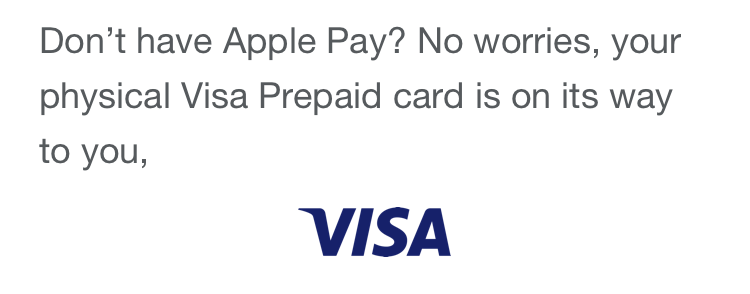 Don’t have Apple Pay? No worries, your
physical Visa Prepaid card is on its way
to you,
VISA